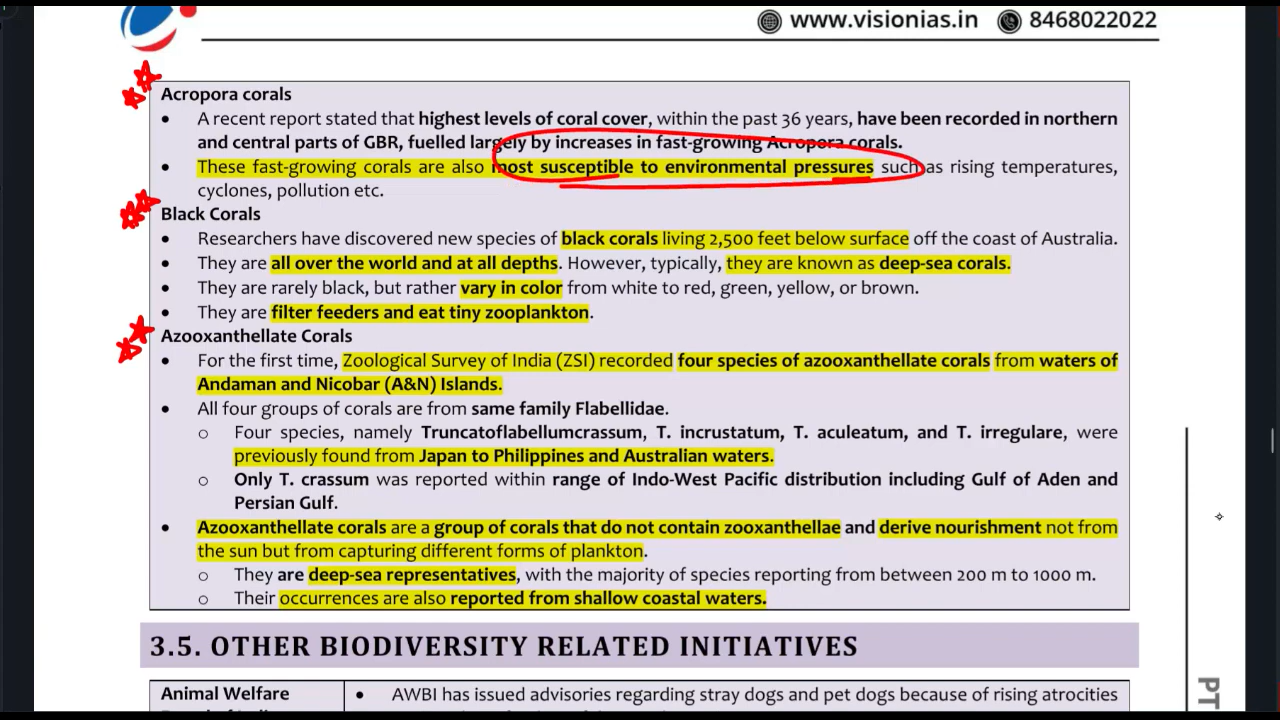 www.visionias.in 8468022022
Acropora corals
• A recent report stated that highest levels of coral cover, within the past 36 years, have been recorded in northern
and central parts of GBR, fuelled largely by increases in fast-growing Acropora corals.
• These fast-growing corals are also most susceptible to environmental pressures such as rising temperatures,
cyclones, pollution etc.
Black Corals
• Researchers have discovered new species of black corals living 2,500 feet below surface off the coast of Australia.
• They are all over the world and at all depths. However, typically, they are known as deep-sea corals.
• They are rarely black, but rather vary in color from white to red, green, yellow, or brown.
• They are filter feeders and eat tiny zooplankton.
Azooxanthellate Corals
• For the first time, Zoological Survey of India (ZSI) recorded four species of azooxanthellate corals from waters of
Andaman and Nicobar (A&N) Islands.
• All four groups of corals are from same family Flabellidae.
o Four species, namely Truncatoflabellumcrassum, T. incrustatum, T. aculeatum, and T. irregulare, were
previously found from Japan to Philippines and Australian waters.
o Only T. crassum was reported within range of Indo-West Pacific distribution including Gulf of Aden and
Persian Gulf.
• Azooxanthellate corals are a group of corals that do not contain zooxanthellae and derive nourishment not from
the sun but from capturing different forms of plankton.
o They are deep-sea representatives, with the majority of species reporting from between 200 m to 1000 m.
o Their occurrences are also reported from shallow coastal waters.
3.5. OTHER BIODIVERSITY RELATED INITIATIVES
Animal Welfare • AWBI has issued advisories regarding stray dogs and pet dogs because of rising atrocities
PT